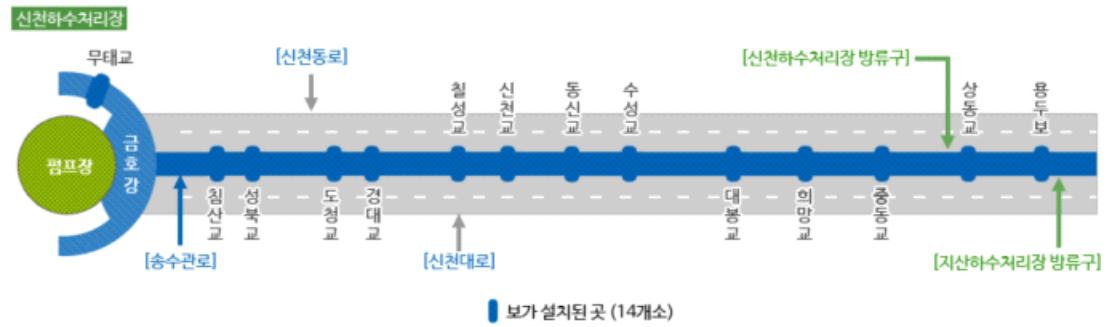 신천하수처리장
무태교
[신천동로]
[신천하수처리장 방류구]
칠성교
신천교
동신교
수성교
상동교
용두보
펌프장
금호강
침산교
성북교
도청교
경대교
대봉교
희망교
중동교
[송수관로]
[신천대로]
[지산하수처리장 방류구]
보가 설치된 곳 (14개소)